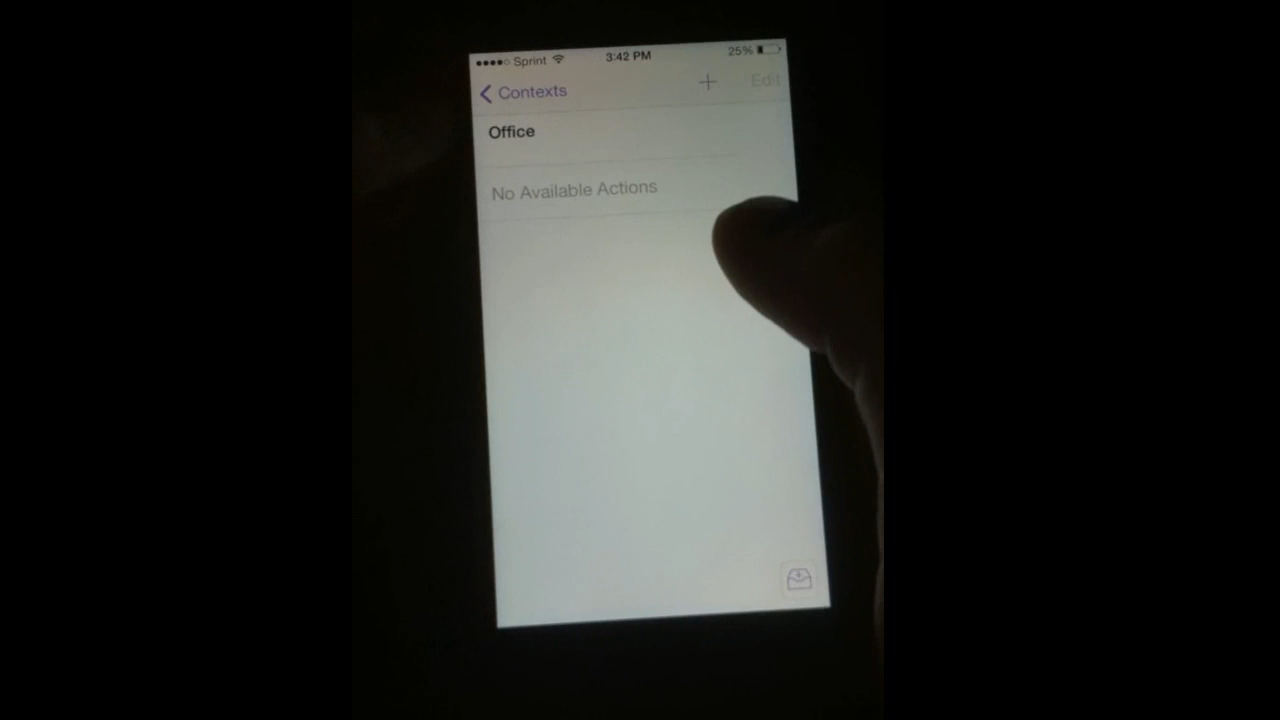 Sprint 3:42 PM 25%
Contexts + Edit
Office
No Available Actions